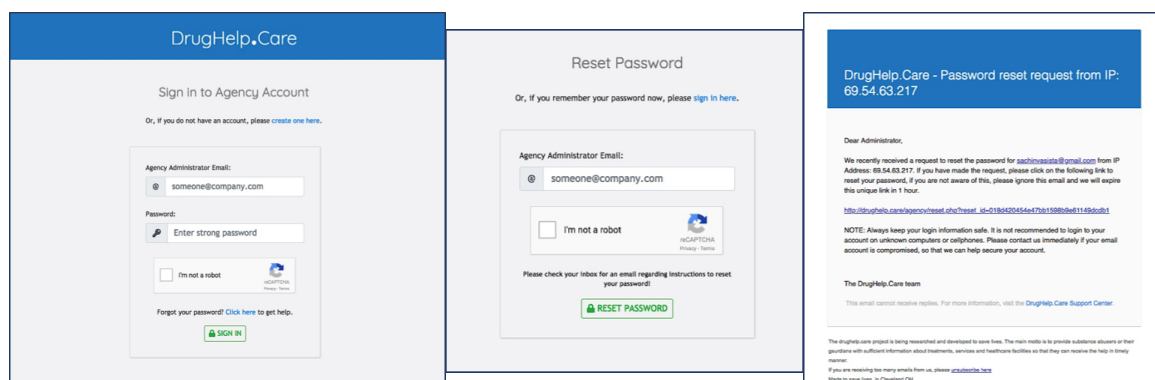 DrugHelp.Care
Sign in to Agency Account
Or, if you do not have an account, please create one here.
Agency Administrator Email:
@ someone@company.com
Password:
Enter strong password
I'm not a robot
reCAPTCHA
Privacy - Terms
Forgot your password? Click here to get help.
SIGN IN
Reset Password
Or, if you remember your password now, please sign in here.
Agency Administrator Email:
@ someone@company.com
I'm not a robot
reCAPTCHA
Privacy - Terms
Please check your inbox for an email regarding instructions to reset
your password!
RESET PASSWORD
DrugHelp.Care - Password reset request from IP:
69.54.63.217
Dear Administrator,
We recently received a request to reset the password for sachinvasista@gmail.com from IP
Address: 69.54.63.217. If you have made the request, please click on the following link to
reset your password, if you are not aware of this, please ignore this email and we will expire
this unique link in 1 hour.
http://drughelp.care/agency/reset.php?reset_id=018d420454e47bb1598b9e61149dcdb1
NOTE: Always keep your login information safe. It is not recommended to login to your
account on unknown computers or cellphones. Please contact us immediately if your email
account is compromised, so that we can help secure your account.
The DrugHelp.Care team
This email cannot receive replies. For more information, visit the DrugHelp.Care Support Center.
The drughelp.care project is being researched and developed to save lives. The main motto is to provide substance abusers or their
gaurdians with sufficient information about treatments, services and healthcare facilities so that they can receive the help in timely
manner.
If you are receiving too many emails from us, please unsubscribe here
Made to save lives, in Cleveland OH